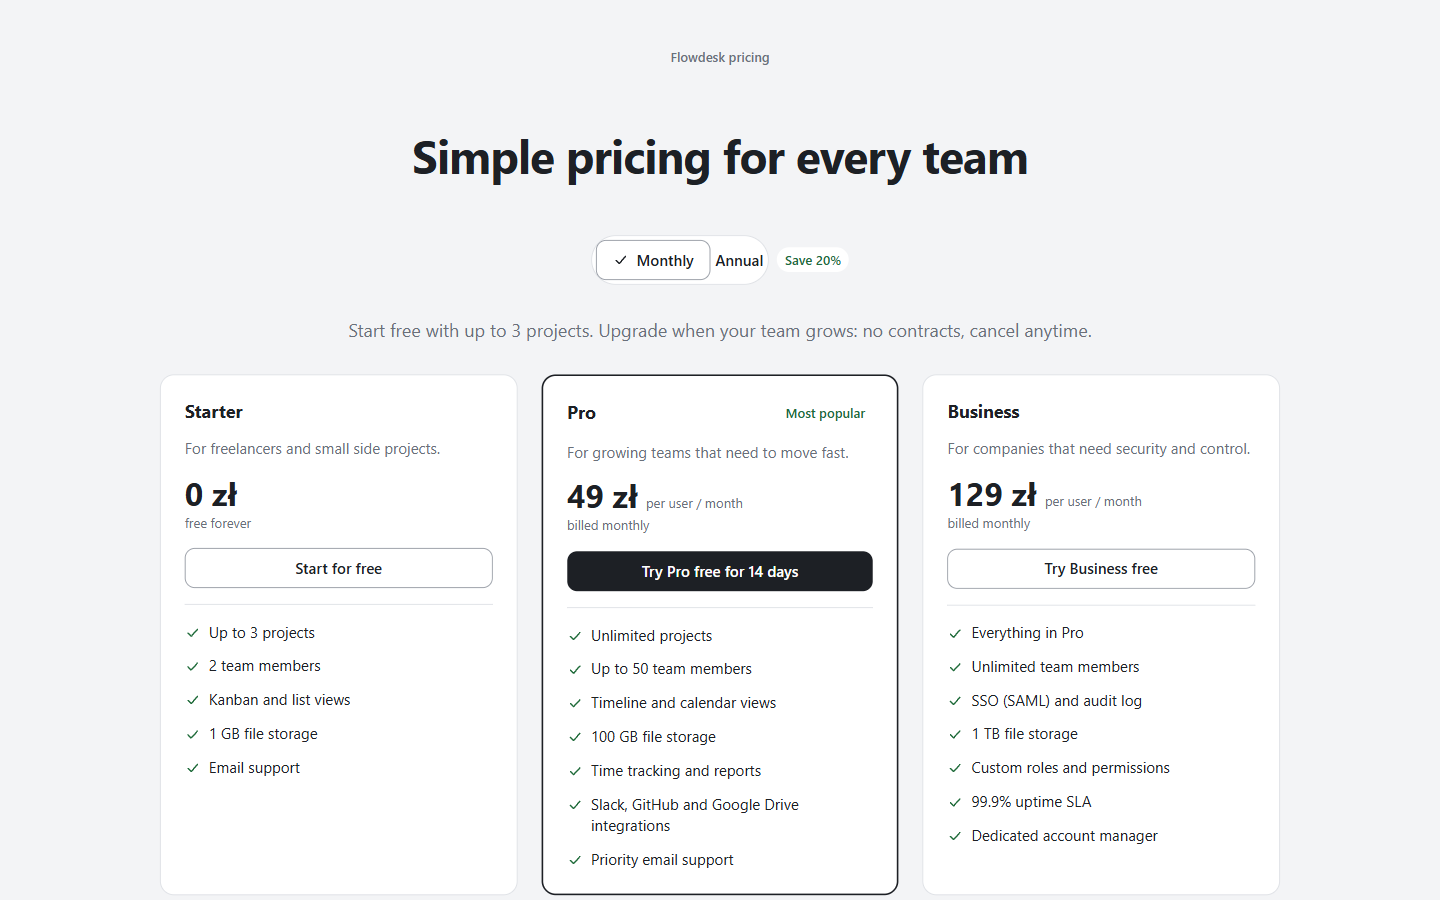 Flowdesk pricing
Simple pricing for every team
Monthly Annual Save 20%
Start free with up to 3 projects. Upgrade when your team grows: no contracts, cancel anytime.
Starter
For freelancers and small side projects.
0 zł
free forever
Start for free
Up to 3 projects
2 team members
Kanban and list views
1 GB file storage
Email support
Pro Most popular
For growing teams that need to move fast.
49 zł per user / month
billed monthly
Try Pro free for 14 days
Unlimited projects
Up to 50 team members
Timeline and calendar views
100 GB file storage
Time tracking and reports
Slack, GitHub and Google Drive
integrations
Priority email support
Business
For companies that need security and control.
129 zł per user / month
billed monthly
Try Business free
Everything in Pro
Unlimited team members
SSO (SAML) and audit log
1 TB file storage
Custom roles and permissions
99.9% uptime SLA
Dedicated account manager